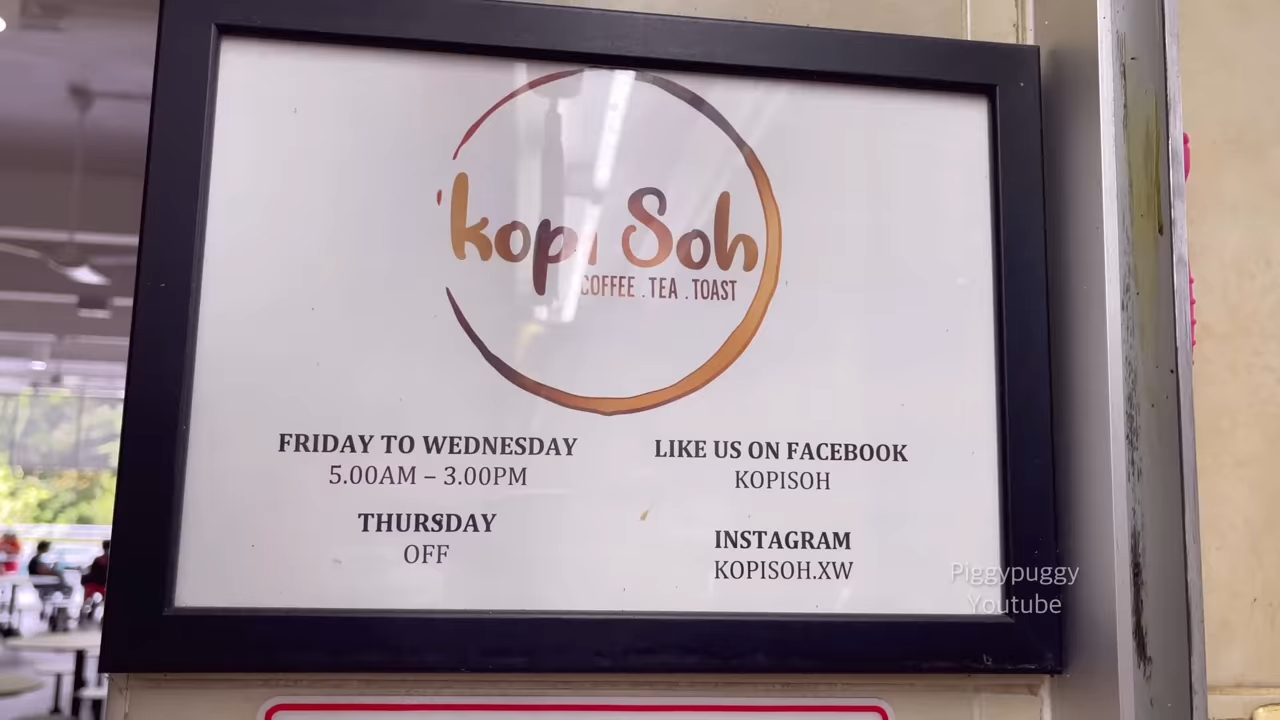 'kopi Soh
COFFEE . TEA . TOAST
FRIDAY TO WEDNESDAY
5.00AM – 3.00PM
THURSDAY
OFF
LIKE US ON FACEBOOK
KOPISOH
INSTAGRAM
KOPISOH.XW
Piggypuggy
Youtube